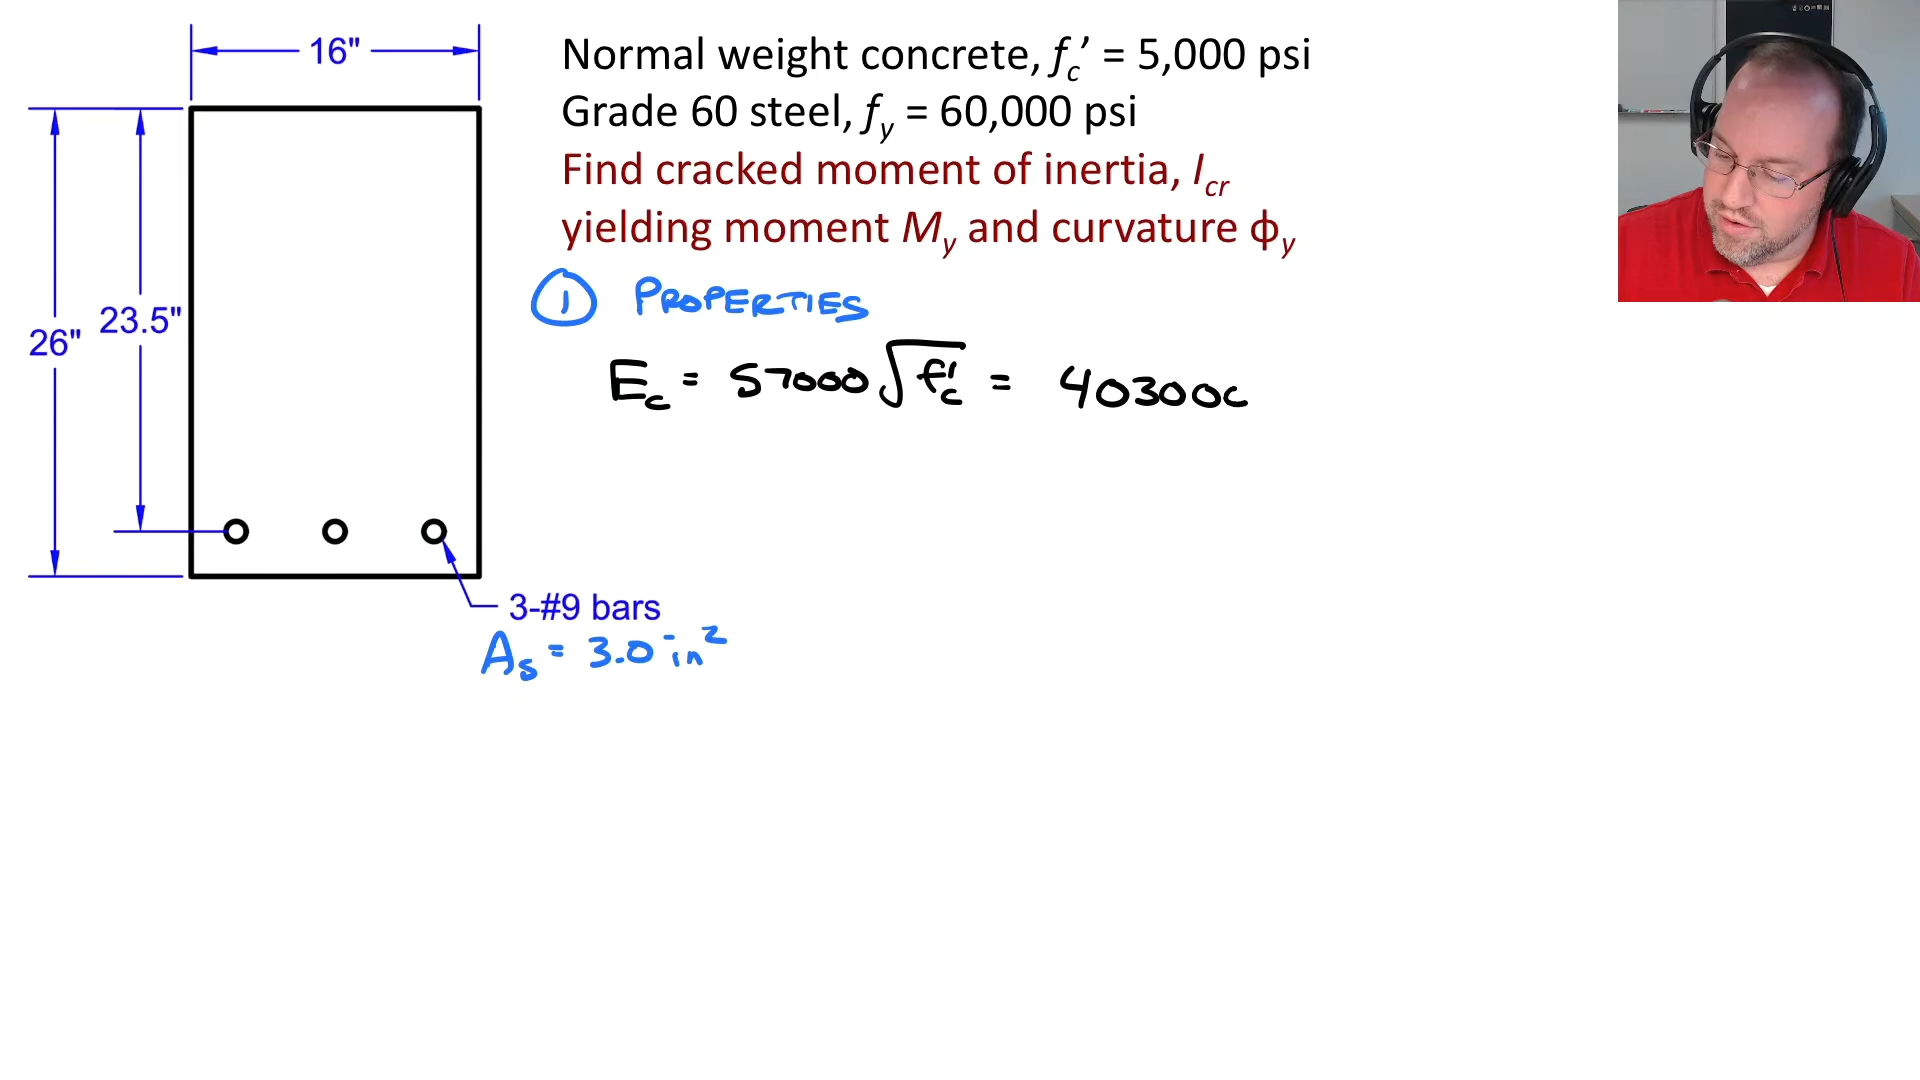 16"
26"
23.5"
3-#9 bars
A_s = 3.0 in²
Normal weight concrete, f_c' = 5,000 psi
Grade 60 steel, f_y = 60,000 psi
Find cracked moment of inertia, I_cr
yielding moment M_y and curvature ϕ_y
① PROPERTIES
E_c = 57000 √f'_c = 403000